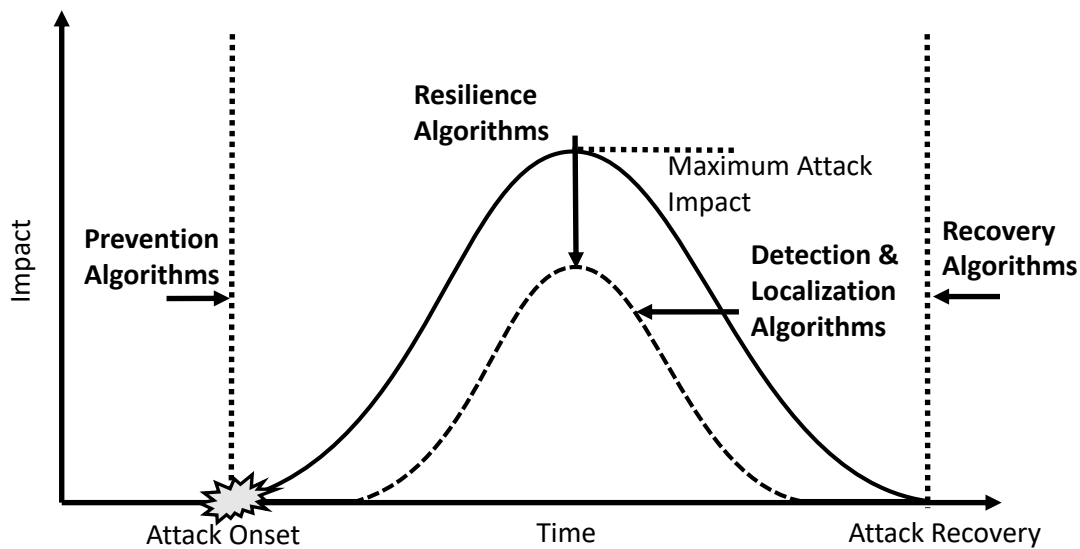 Resilience
Algorithms
Maximum Attack
Impact
Prevention
Algorithms
Detection &
Localization
Algorithms
Recovery
Algorithms
Impact
Attack Onset
Time
Attack Recovery